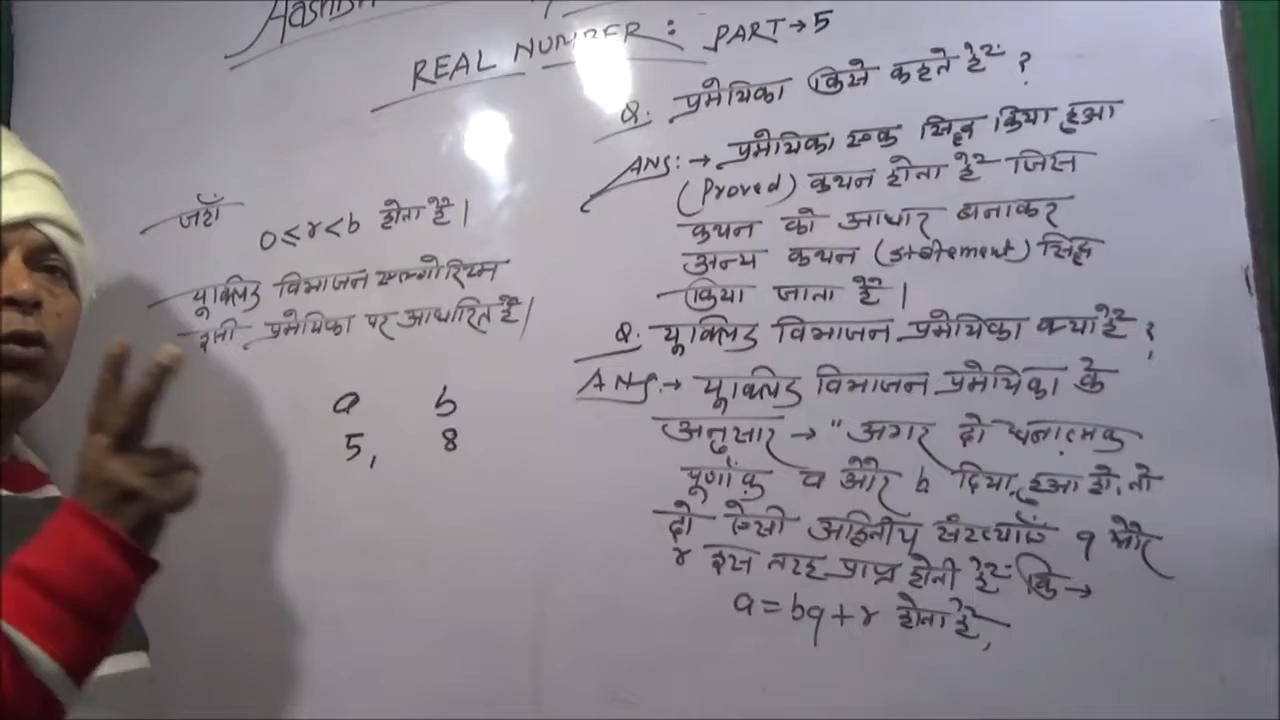 Aashish
REAL NUMBER: PART→5
Q. प्रमेयिका किसे कहते हैं?
ANS:→ प्रमेयिका एक सिद्ध किया हुआ
(Proved) कथन होता है जिस
कथन को आधार बनाकर
अन्य कथन (statement) सिद्ध
किया जाता है।
Q. यूक्लिड विभाजन प्रमेयिका क्या है?
ANS.→ यूक्लिड विभाजन प्रमेयिका के
अनुसार → "अगर दो धनात्मक
पूर्णांक a और b दिया हुआ हो, तो
दो ऐसी अद्वितीय संख्याएँ q और
r इस तरह प्राप्त होती हैं कि →
a = bq + r होता है,
जहाँ
0 ≤ r < b होता है।
यूक्लिड विभाजन एल्गोरिथ्म
इसी प्रमेयिका पर आधारित है।
a b
5, 8